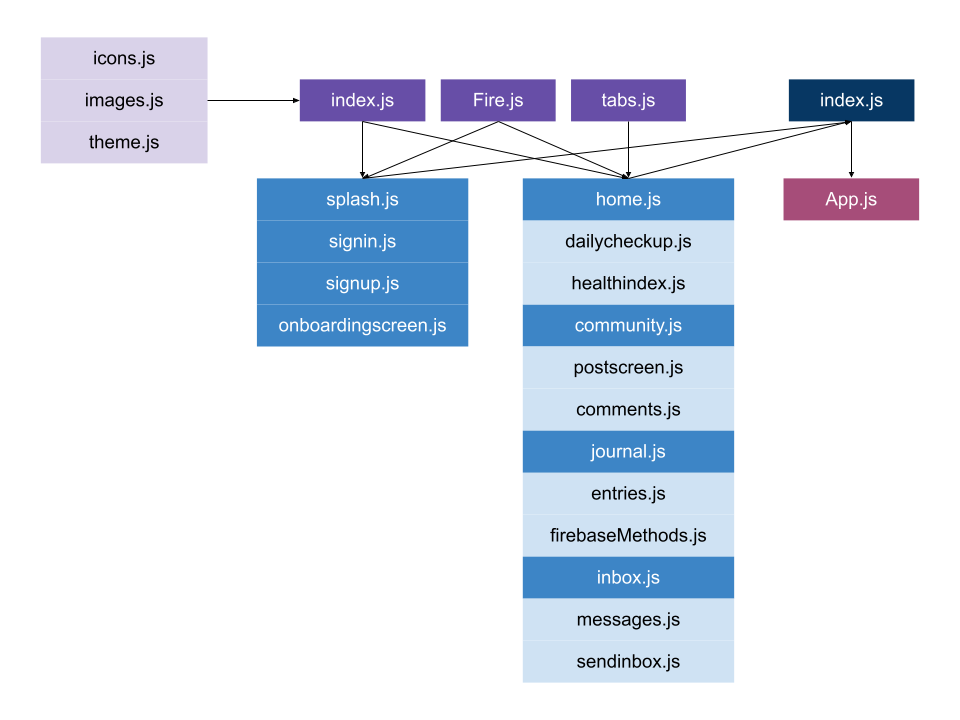 icons.js
images.js
theme.js
index.js
Fire.js
tabs.js
index.js
splash.js
signin.js
signup.js
onboardingscreen.js
home.js
dailycheckup.js
healthindex.js
community.js
postscreen.js
comments.js
journal.js
entries.js
firebaseMethods.js
inbox.js
messages.js
sendinbox.js
App.js